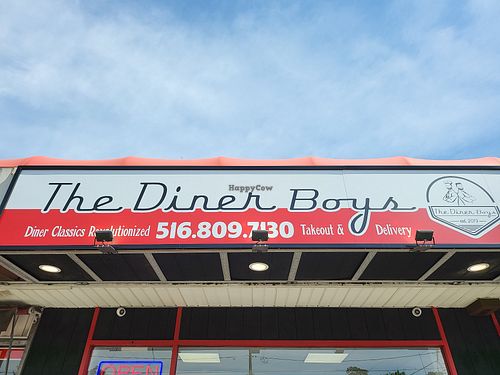 HappyCow
The Diner Boys
Diner Classics Revolutionized 516.809.7130 Takeout & Delivery
The Diner Boys
OPEN